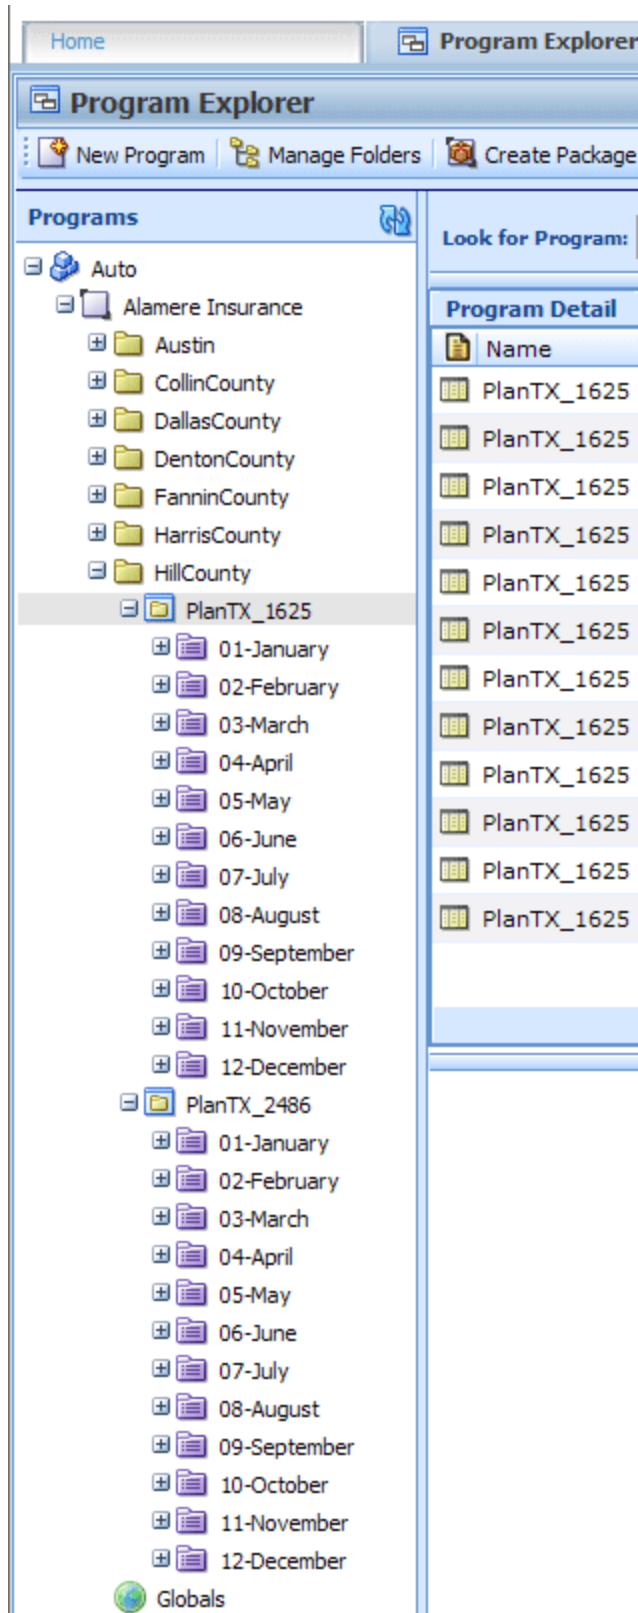 Home
Program Explorer
Program Explorer
New Program
Manage Folders
Create Package
Programs
Auto
Alamere Insurance
Austin
CollinCounty
DallasCounty
DentonCounty
FanninCounty
HarrisCounty
HillCounty
PlanTX_1625
01-January
02-February
03-March
04-April
05-May
06-June
07-July
08-August
09-September
10-October
11-November
12-December
PlanTX_2486
01-January
02-February
03-March
04-April
05-May
06-June
07-July
08-August
09-September
10-October
11-November
12-December
Globals
Look for Program:
Program Detail
Name
PlanTX_1625
PlanTX_1625
PlanTX_1625
PlanTX_1625
PlanTX_1625
PlanTX_1625
PlanTX_1625
PlanTX_1625
PlanTX_1625
PlanTX_1625
PlanTX_1625
PlanTX_1625